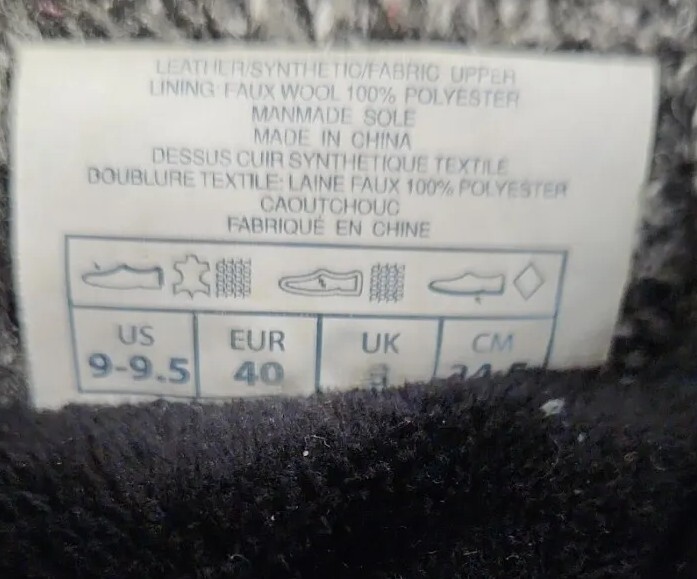 LEATHER/SYNTHETIC/FABRIC UPPER
LINING: FAUX WOOL 100% POLYESTER
MANMADE SOLE
MADE IN CHINA
DESSUS CUIR SYNTHETIQUE TEXTILE
DOUBLURE TEXTILE: LAINE FAUX 100% POLYESTER
CAOUTCHOUC
FABRIQUÉ EN CHINE
US EUR UK CM
9-9.5 40